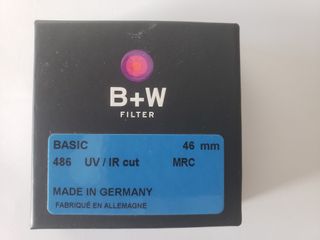 B+W
FILTER
BASIC 46 mm
486 UV / IR cut MRC
MADE IN GERMANY
FABRIQUÉ EN ALLEMAGNE